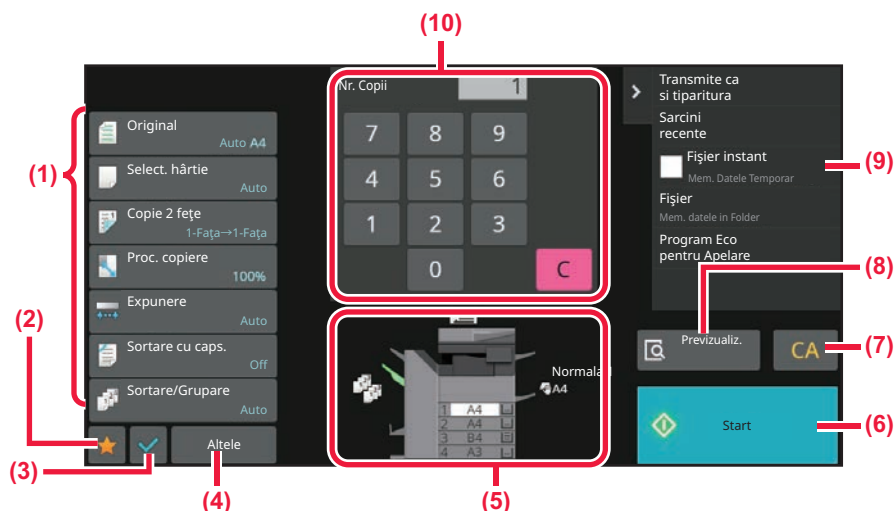 (10)
Nr. Copii
1
7 8 9
4 5 6
1 2 3
0 C
(1)
Original
Auto A4
Select. hârtie
Auto
Copie 2 fețe
1-Fața→1-Fața
Proc. copiere
100%
Expunere
Auto
Sortare cu caps.
Off
Sortare/Grupare
Auto
(2)
(3)
Altele
(4)
Normala 1
A4
1 A4
2 A4
3 B4
4 A3
(5)
Transmite ca
si tiparitura
Sarcini
recente
Fişier instant
Mem. Datele Temporar
(9)
Fişier
Mem. datele in Folder
Program Eco
pentru Apelare
(8)
Previzualiz.
CA
(7)
Start
(6)